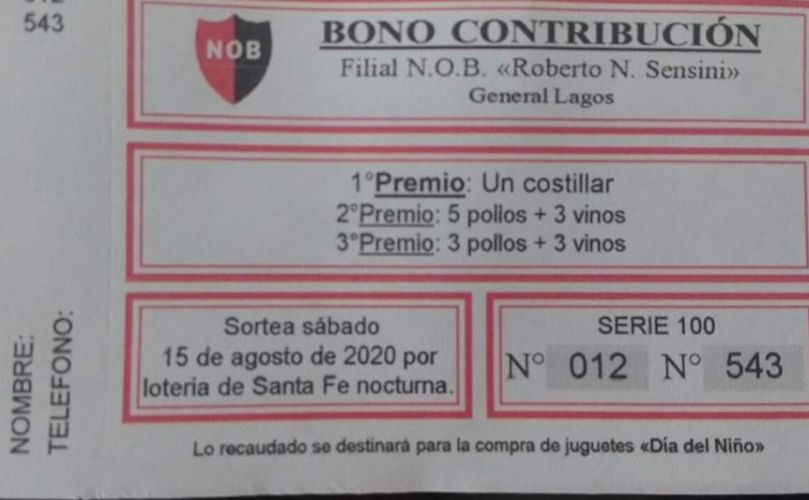 543
NOB
BONO CONTRIBUCIÓN
Filial N.O.B. «Roberto N. Sensini»
General Lagos
1°Premio: Un costillar
2°Premio: 5 pollos + 3 vinos
3°Premio: 3 pollos + 3 vinos
NOMBRE:
TELEFONO:
Sortea sábado
15 de agosto de 2020 por
loteria de Santa Fe nocturna.
SERIE 100
N° 012 N° 543
Lo recaudado se destinará para la compra de juguetes «Día del Niño»